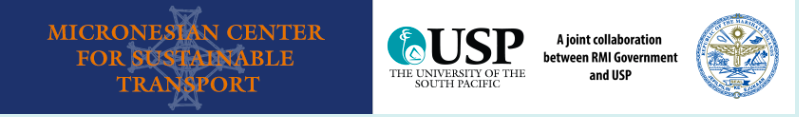 MICRONESIAN CENTER
FOR SUSTAINABLE
TRANSPORT
USP
THE UNIVERSITY OF THE
SOUTH PACIFIC
A joint collaboration
between RMI Government
and USP